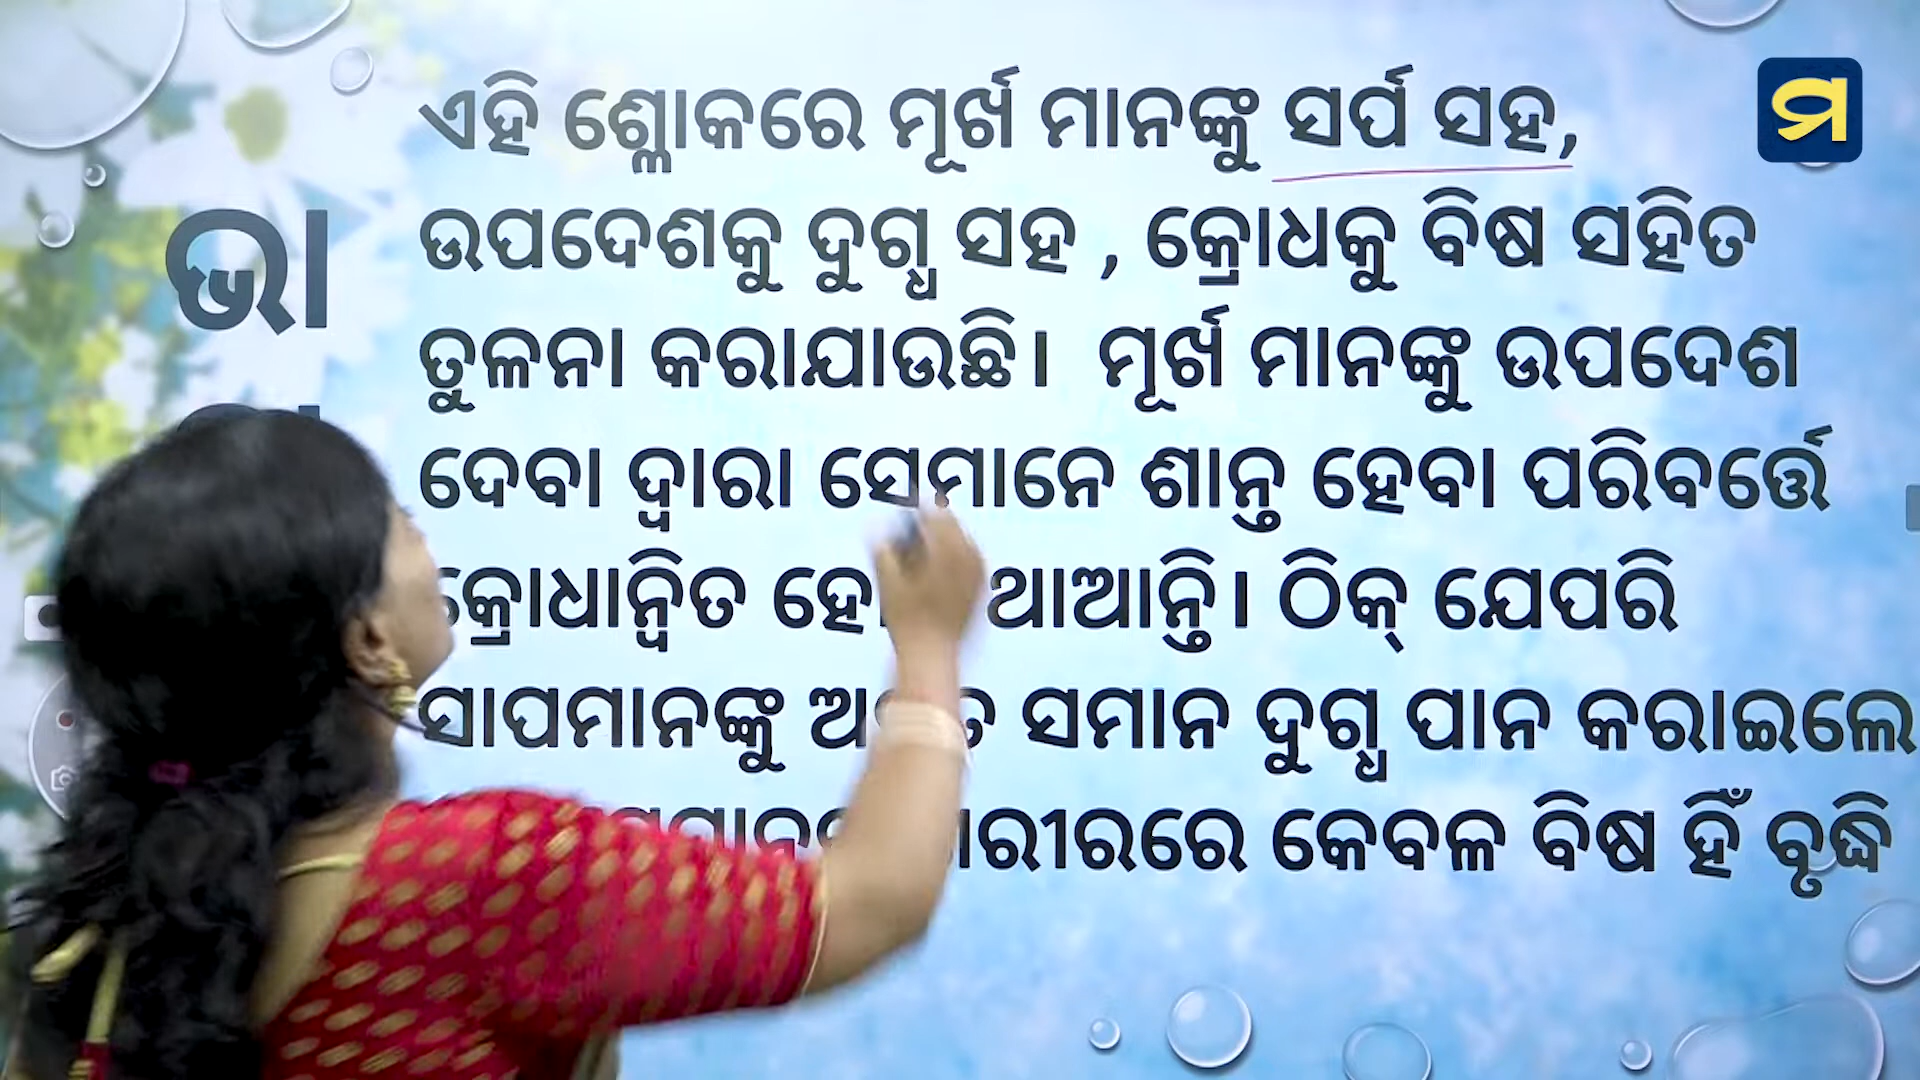 ଏହି ଶ୍ଳୋକରେ ମୂର୍ଖ ମାନଙ୍କୁ ସର୍ପ ସହ,
ଭା
ଉପଦେଶକୁ ଦୁଗ୍ଧ ସହ , କ୍ରୋଧକୁ ବିଷ ସହିତ
ତୁଳନା କରାଯାଉଛି। ମୂର୍ଖ ମାନଙ୍କୁ ଉପଦେଶ
ଦେବା ଦ୍ୱାରା ସେମାନେ ଶାନ୍ତ ହେବା ପରିବର୍ତ୍ତେ
କ୍ରୋଧାନ୍ୱିତ ଥାଆନ୍ତି। ଠିକ୍ ଯେପରି
ସାପମାନଙ୍କୁ ସମାନ ଦୁଗ୍ଧ ପାନ କରାଇଲେ
କେବଳ ବିଷ ହିଁ ବୃଦ୍ଧି
ମ